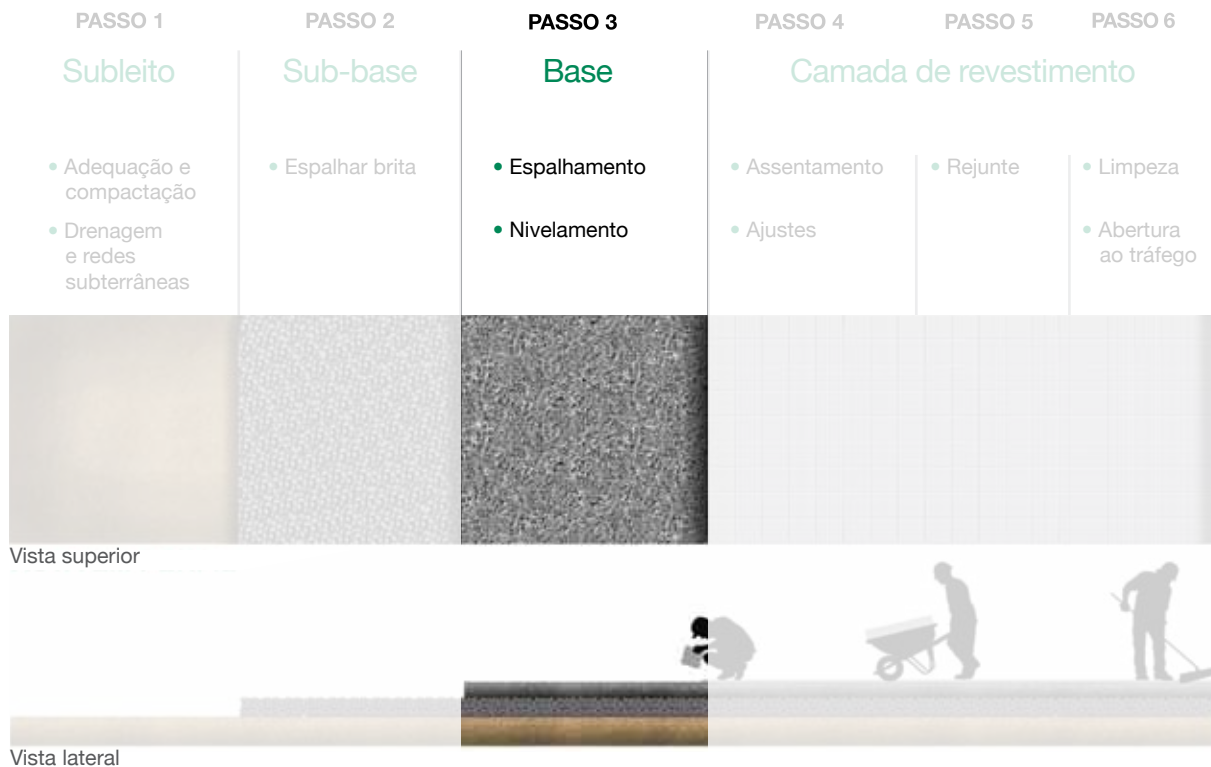 PASSO 1
PASSO 2
PASSO 3
PASSO 4
PASSO 5
PASSO 6
Subleito
Sub-base
Base
Camada de revestimento
• Adequação e
compactação
• Drenagem
e redes
subterrâneas
• Espalhar brita
• Espalhamento
• Nivelamento
• Assentamento
• Ajustes
• Rejunte
• Limpeza
• Abertura
ao tráfego
Vista superior
Vista lateral